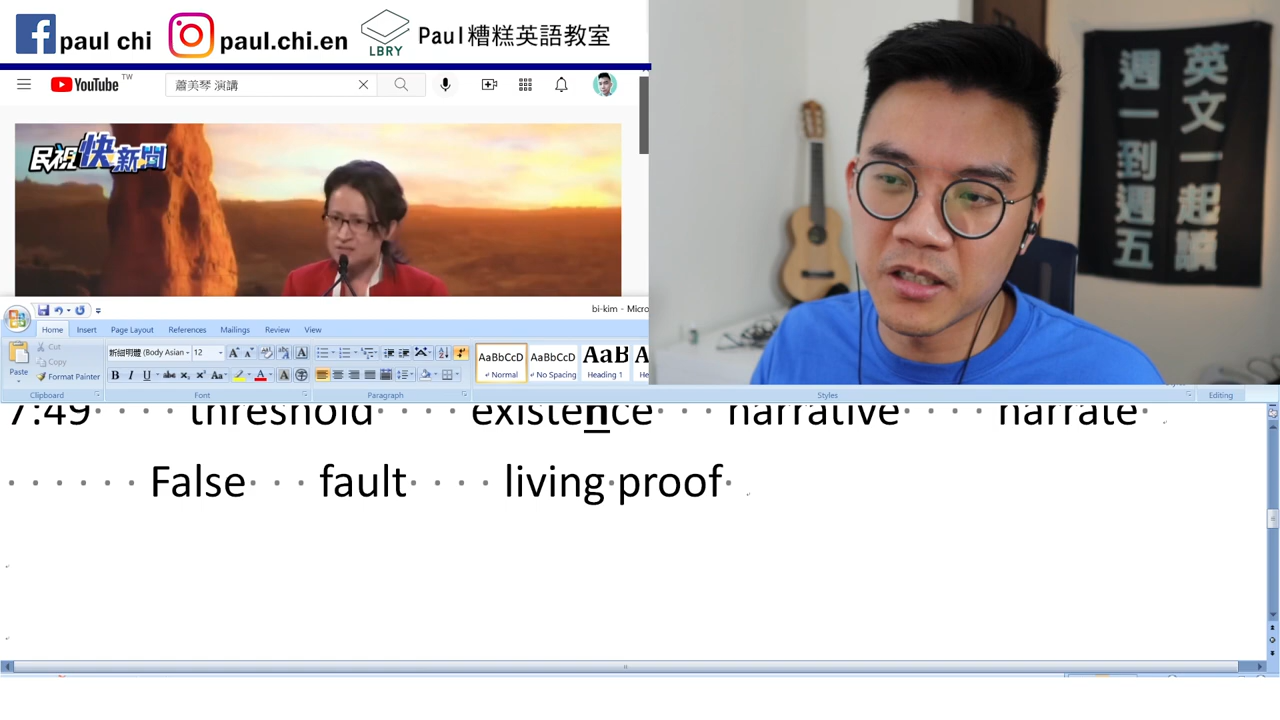 paul chi
paul.chi.en
LBRY
Paul糟糕英語教室
YouTube TW
蕭美琴 演講
民視快新聞
英文一起讀
週一到週五
bi-kim - Micro
Home Insert Page Layout References Mailings Review View
Paste
Cut
Copy
Format Painter
新細明體 (Body Asian 12
AaBbCcD AaBbCcD AaB A
Normal No Spacing Heading 1 He
Clipboard Font Paragraph Styles Editing
7:49 threshold existence narrative narrate
False fault living proof